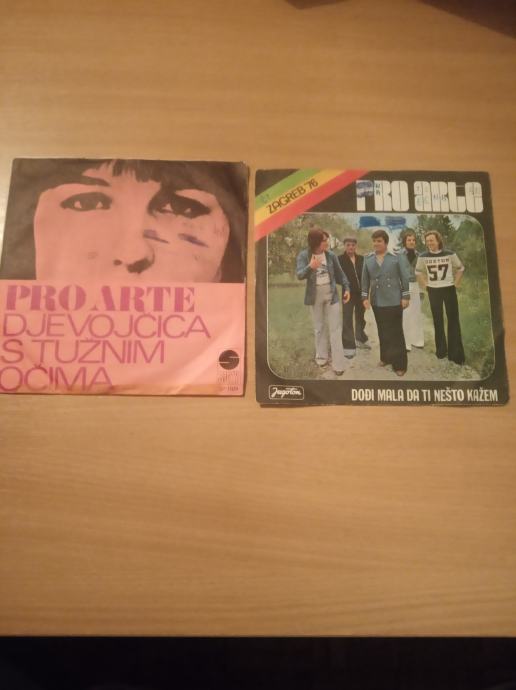 PRO ARTE
DJEVOJČICA
S TUŽNIM
OČIMA
ZAGREB 76
PRO arte
57
Jugoton
DOĐI MALA DA TI NEŠTO KAŽEM